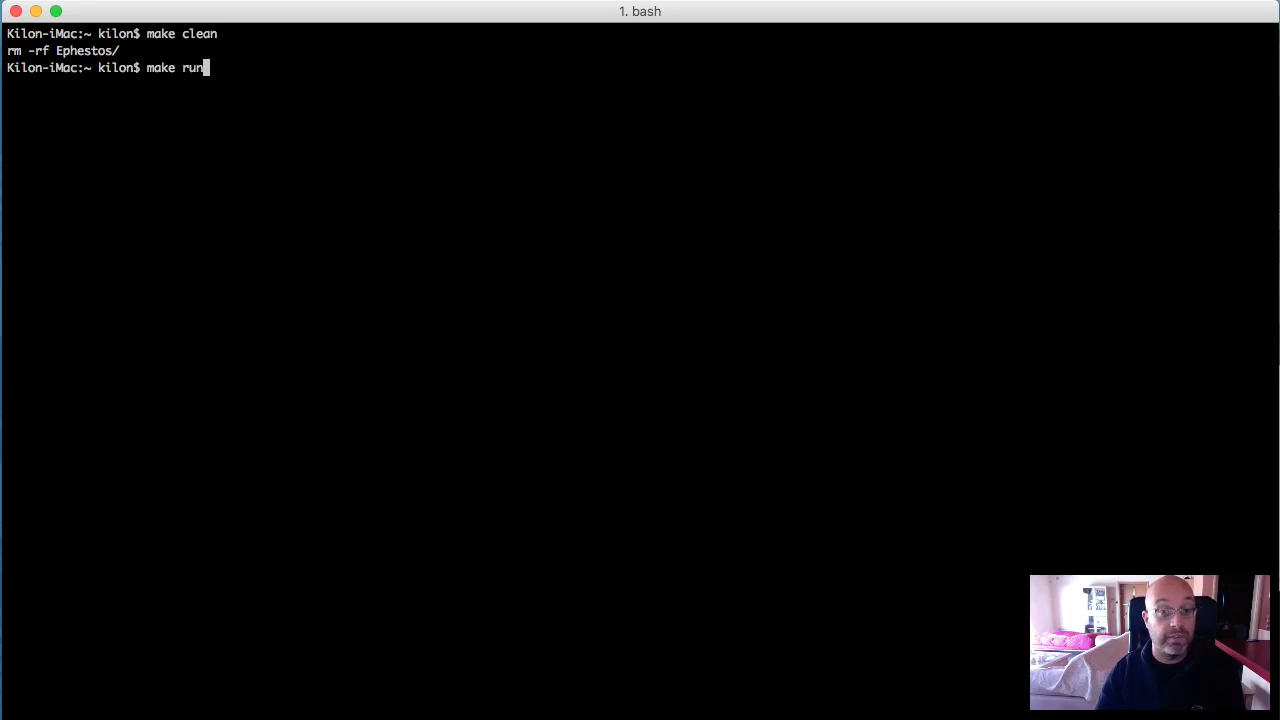 1. bash
Kilon-iMac:~ kilon$ make clean
rm -rf Ephestos/
Kilon-iMac:~ kilon$ make run